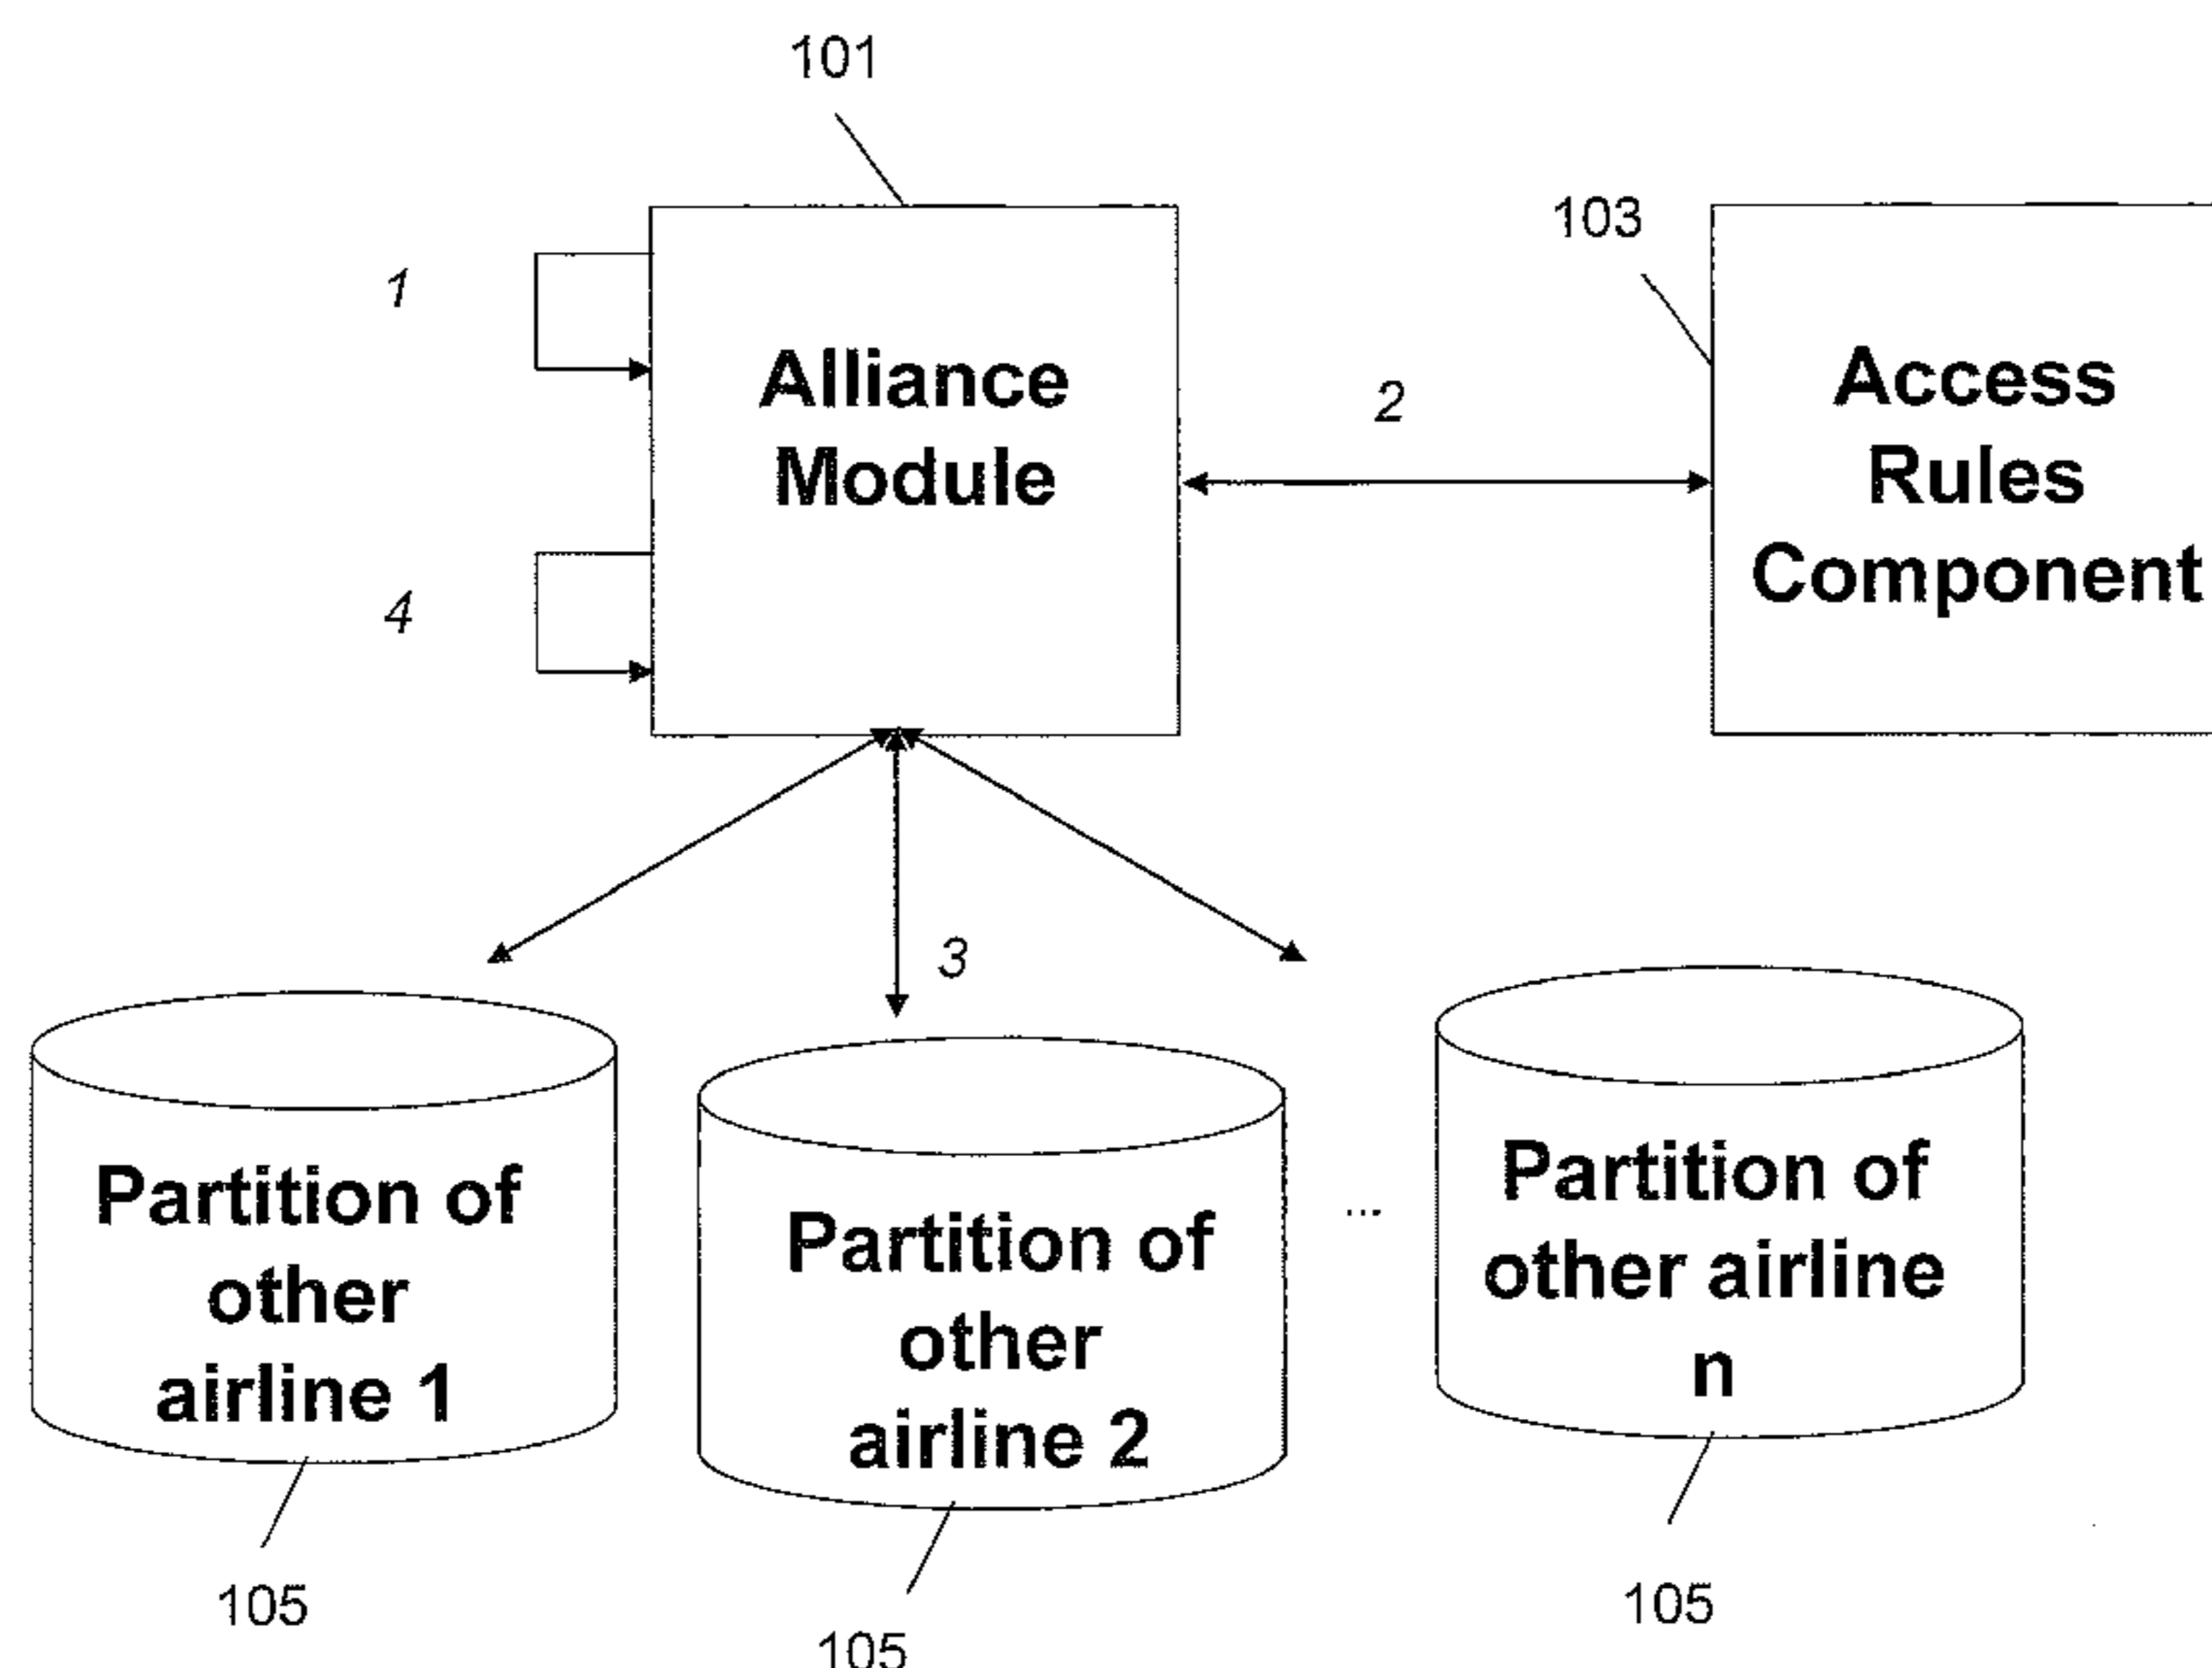 101
103
1
Alliance
Module
2
Access
Rules
Component
4
3
Partition of
other
airline 1
Partition of
other
airline 2
...
Partition of
other airline
n
105
105
105